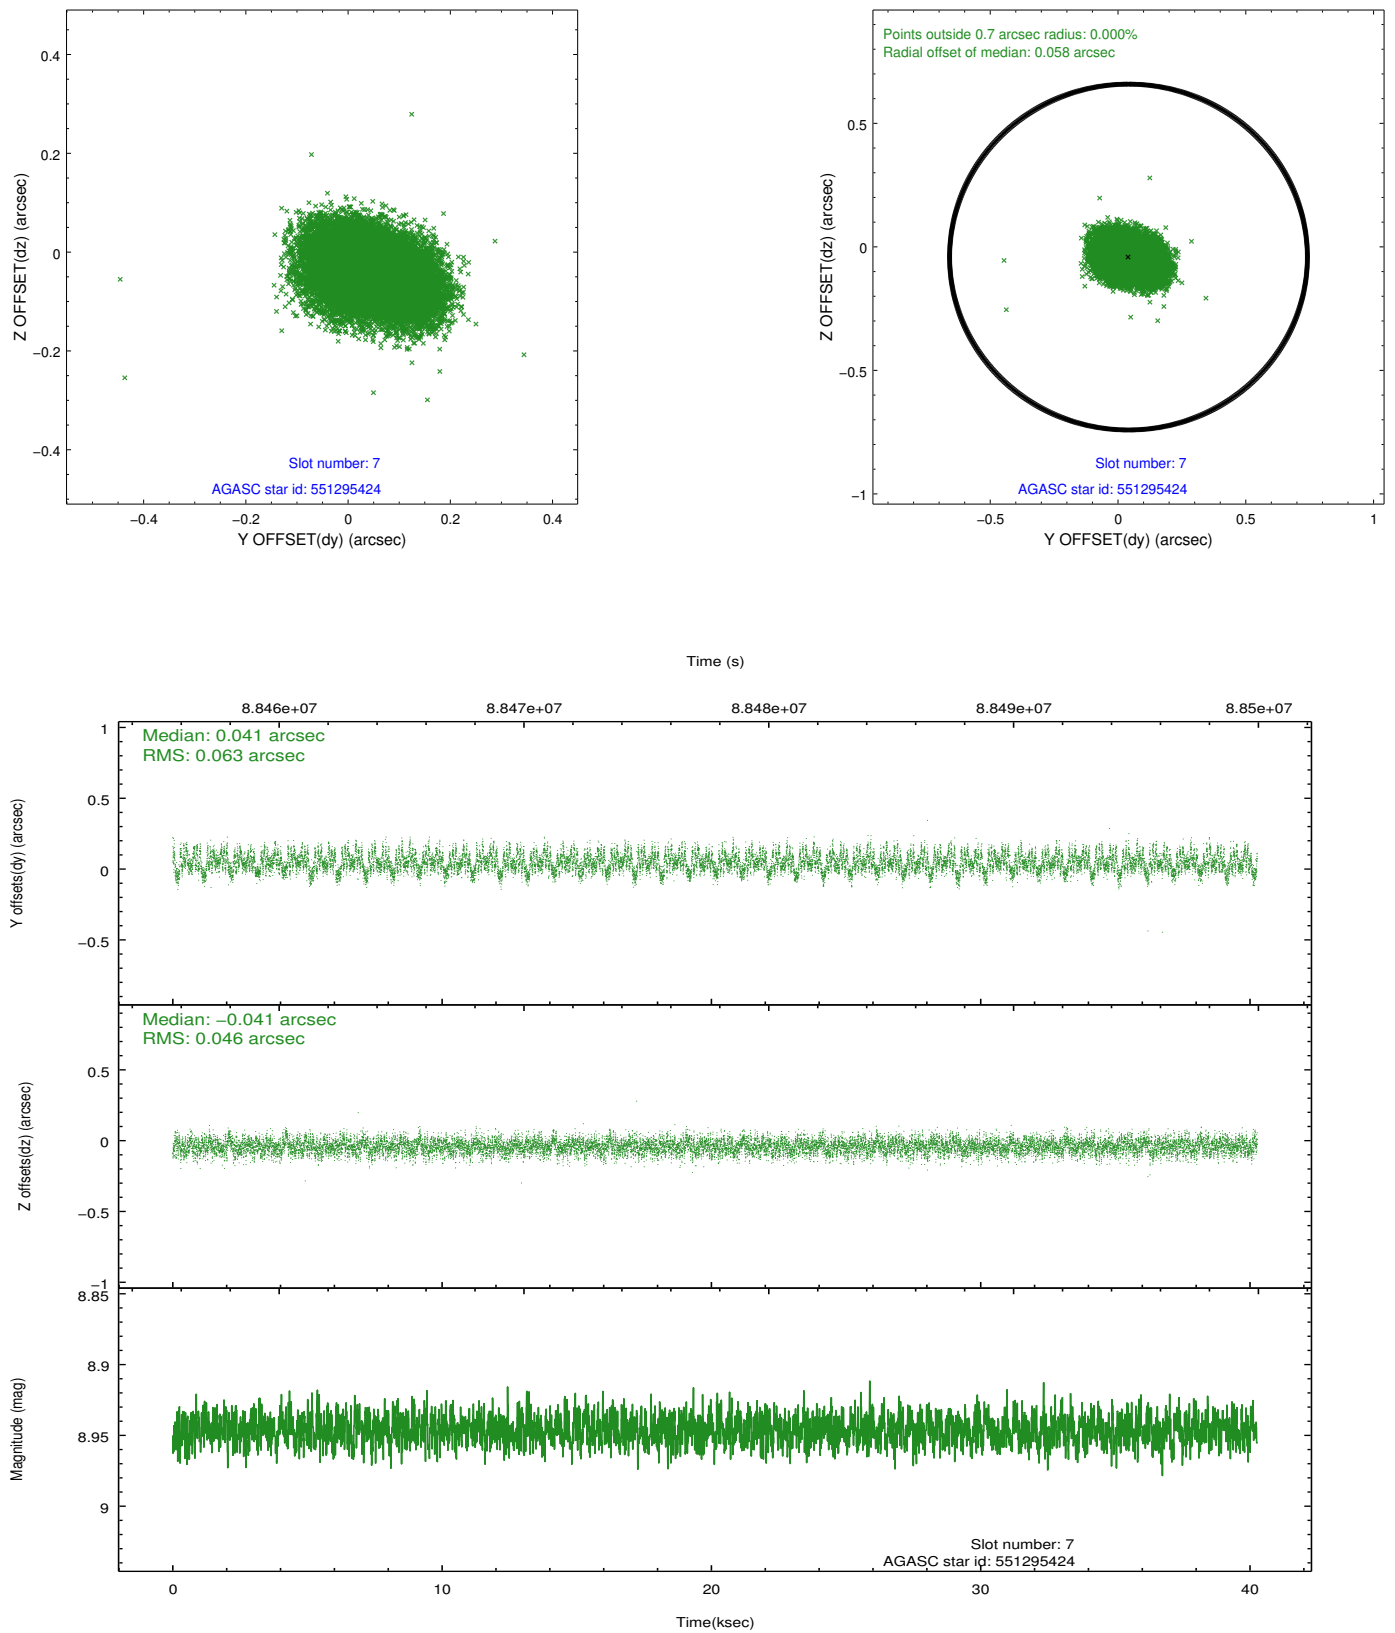 0.4
0.2
0
−0.2
−0.4
Z OFFSET(dz) (arcsec)
Slot number: 7
AGASC star id: 551295424
−0.4 −0.2 0 0.2 0.4
Y OFFSET(dy) (arcsec)
Points outside 0.7 arcsec radius: 0.000%
Radial offset of median: 0.058 arcsec
0.5
0
−0.5
−1
Z OFFSET(dz) (arcsec)
Slot number: 7
AGASC star id: 551295424
−0.5 0 0.5 1
Y OFFSET(dy) (arcsec)
Time (s)
8.846e+07 8.847e+07 8.848e+07 8.849e+07 8.85e+07
Median: 0.041 arcsec
RMS: 0.063 arcsec
1
0.5
0
−0.5
Y offsets(dy) (arcsec)
Median: −0.041 arcsec
RMS: 0.046 arcsec
0.5
0
−0.5
−1
Z offsets(dz) (arcsec)
8.85
8.9
8.95
9
Magnitude (mag)
Slot number: 7
AGASC star id: 551295424
0 10 20 30 40
Time(ksec)